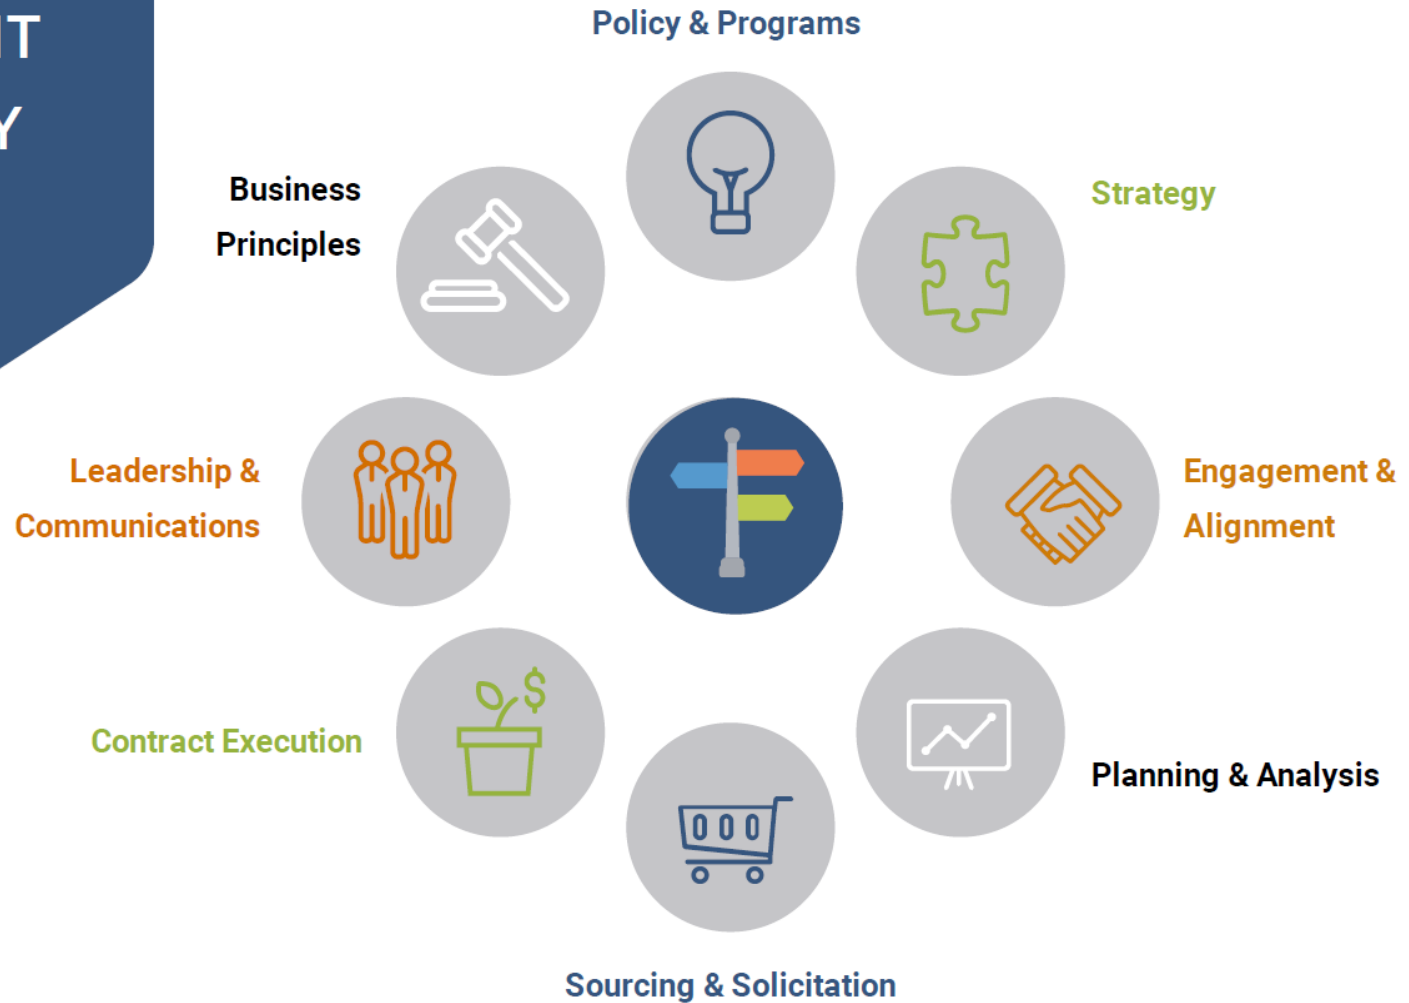 Policy & Programs
Business
Principles
Strategy
Leadership &
Communications
Engagement &
Alignment
Contract Execution
Planning & Analysis
Sourcing & Solicitation